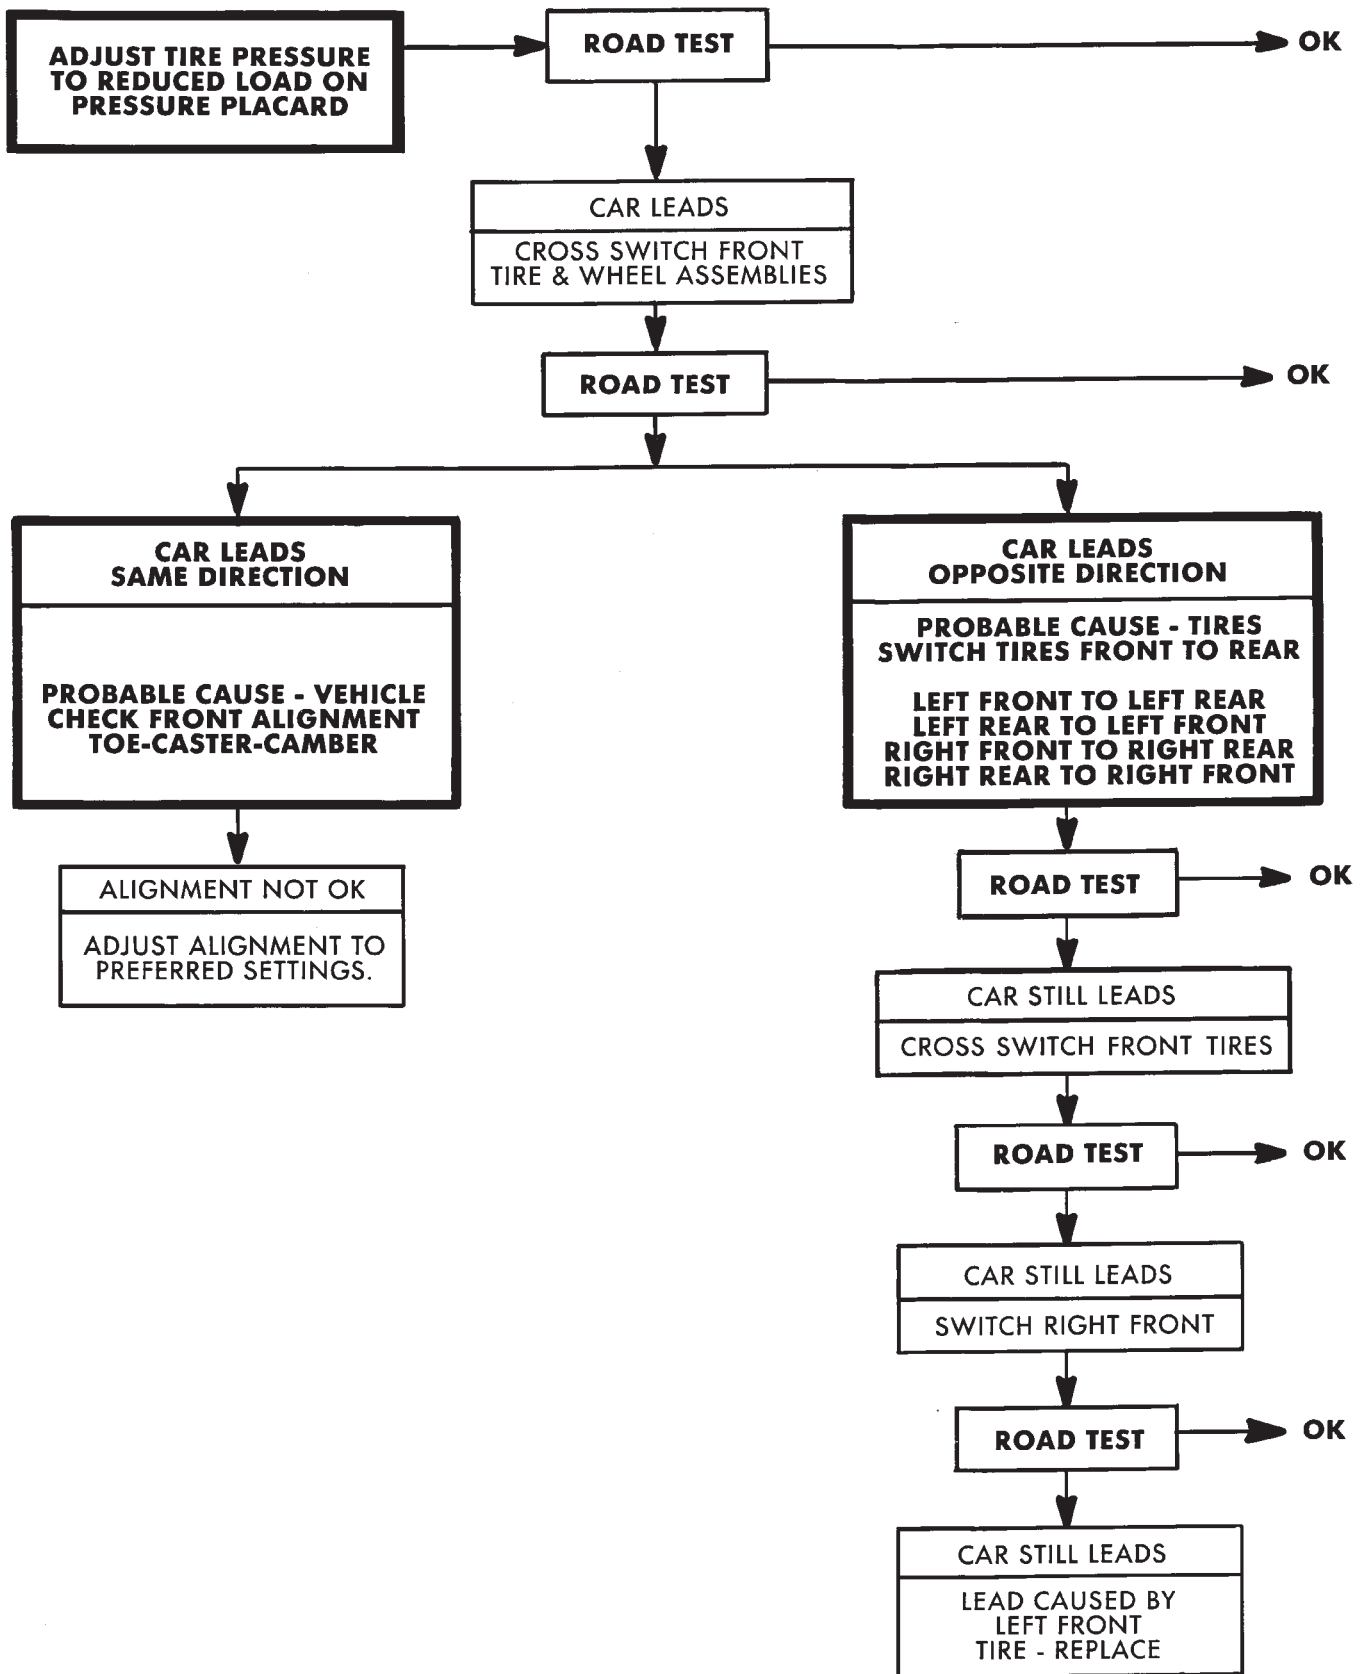 ADJUST TIRE PRESSURE
TO REDUCED LOAD ON
PRESSURE PLACARD
ROAD TEST
OK
CAR LEADS
CROSS SWITCH FRONT
TIRE & WHEEL ASSEMBLIES
ROAD TEST
OK
CAR LEADS
SAME DIRECTION
PROBABLE CAUSE - VEHICLE
CHECK FRONT ALIGNMENT
TOE-CASTER-CAMBER
ALIGNMENT NOT OK
ADJUST ALIGNMENT TO
PREFERRED SETTINGS.
CAR LEADS
OPPOSITE DIRECTION
PROBABLE CAUSE - TIRES
SWITCH TIRES FRONT TO REAR
LEFT FRONT TO LEFT REAR
LEFT REAR TO LEFT FRONT
RIGHT FRONT TO RIGHT REAR
RIGHT REAR TO RIGHT FRONT
ROAD TEST
OK
CAR STILL LEADS
CROSS SWITCH FRONT TIRES
ROAD TEST
OK
CAR STILL LEADS
SWITCH RIGHT FRONT
ROAD TEST
OK
CAR STILL LEADS
LEAD CAUSED BY
LEFT FRONT
TIRE - REPLACE